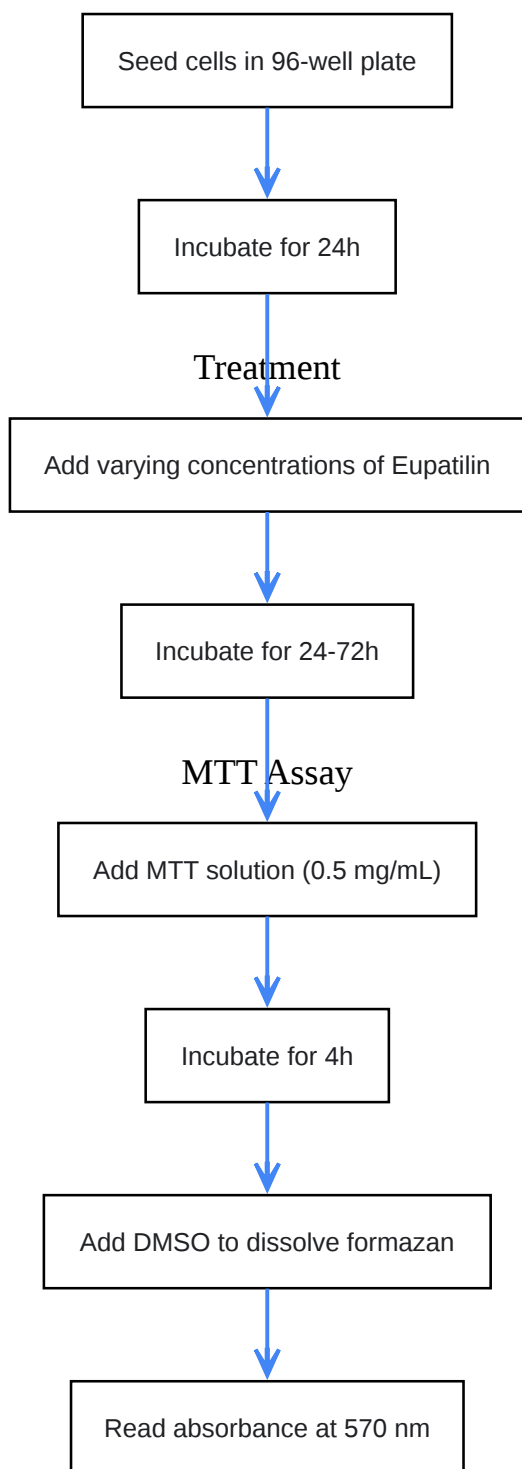 Seed cells in 96-well plate
Incubate for 24h
Treatment
Add varying concentrations of Eupatilin
Incubate for 24-72h
MTT Assay
Add MTT solution (0.5 mg/mL)
Incubate for 4h
Add DMSO to dissolve formazan
Read absorbance at 570 nm